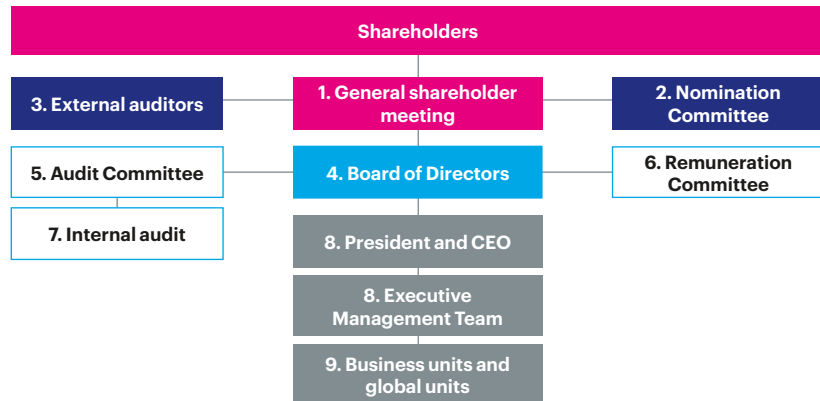 Shareholders
3. External auditors
1. General shareholder
meeting
2. Nomination
Committee
5. Audit Committee
4. Board of Directors
6. Remuneration
Committee
7. Internal audit
8. President and CEO
8. Executive
Management Team
9. Business units and
global units